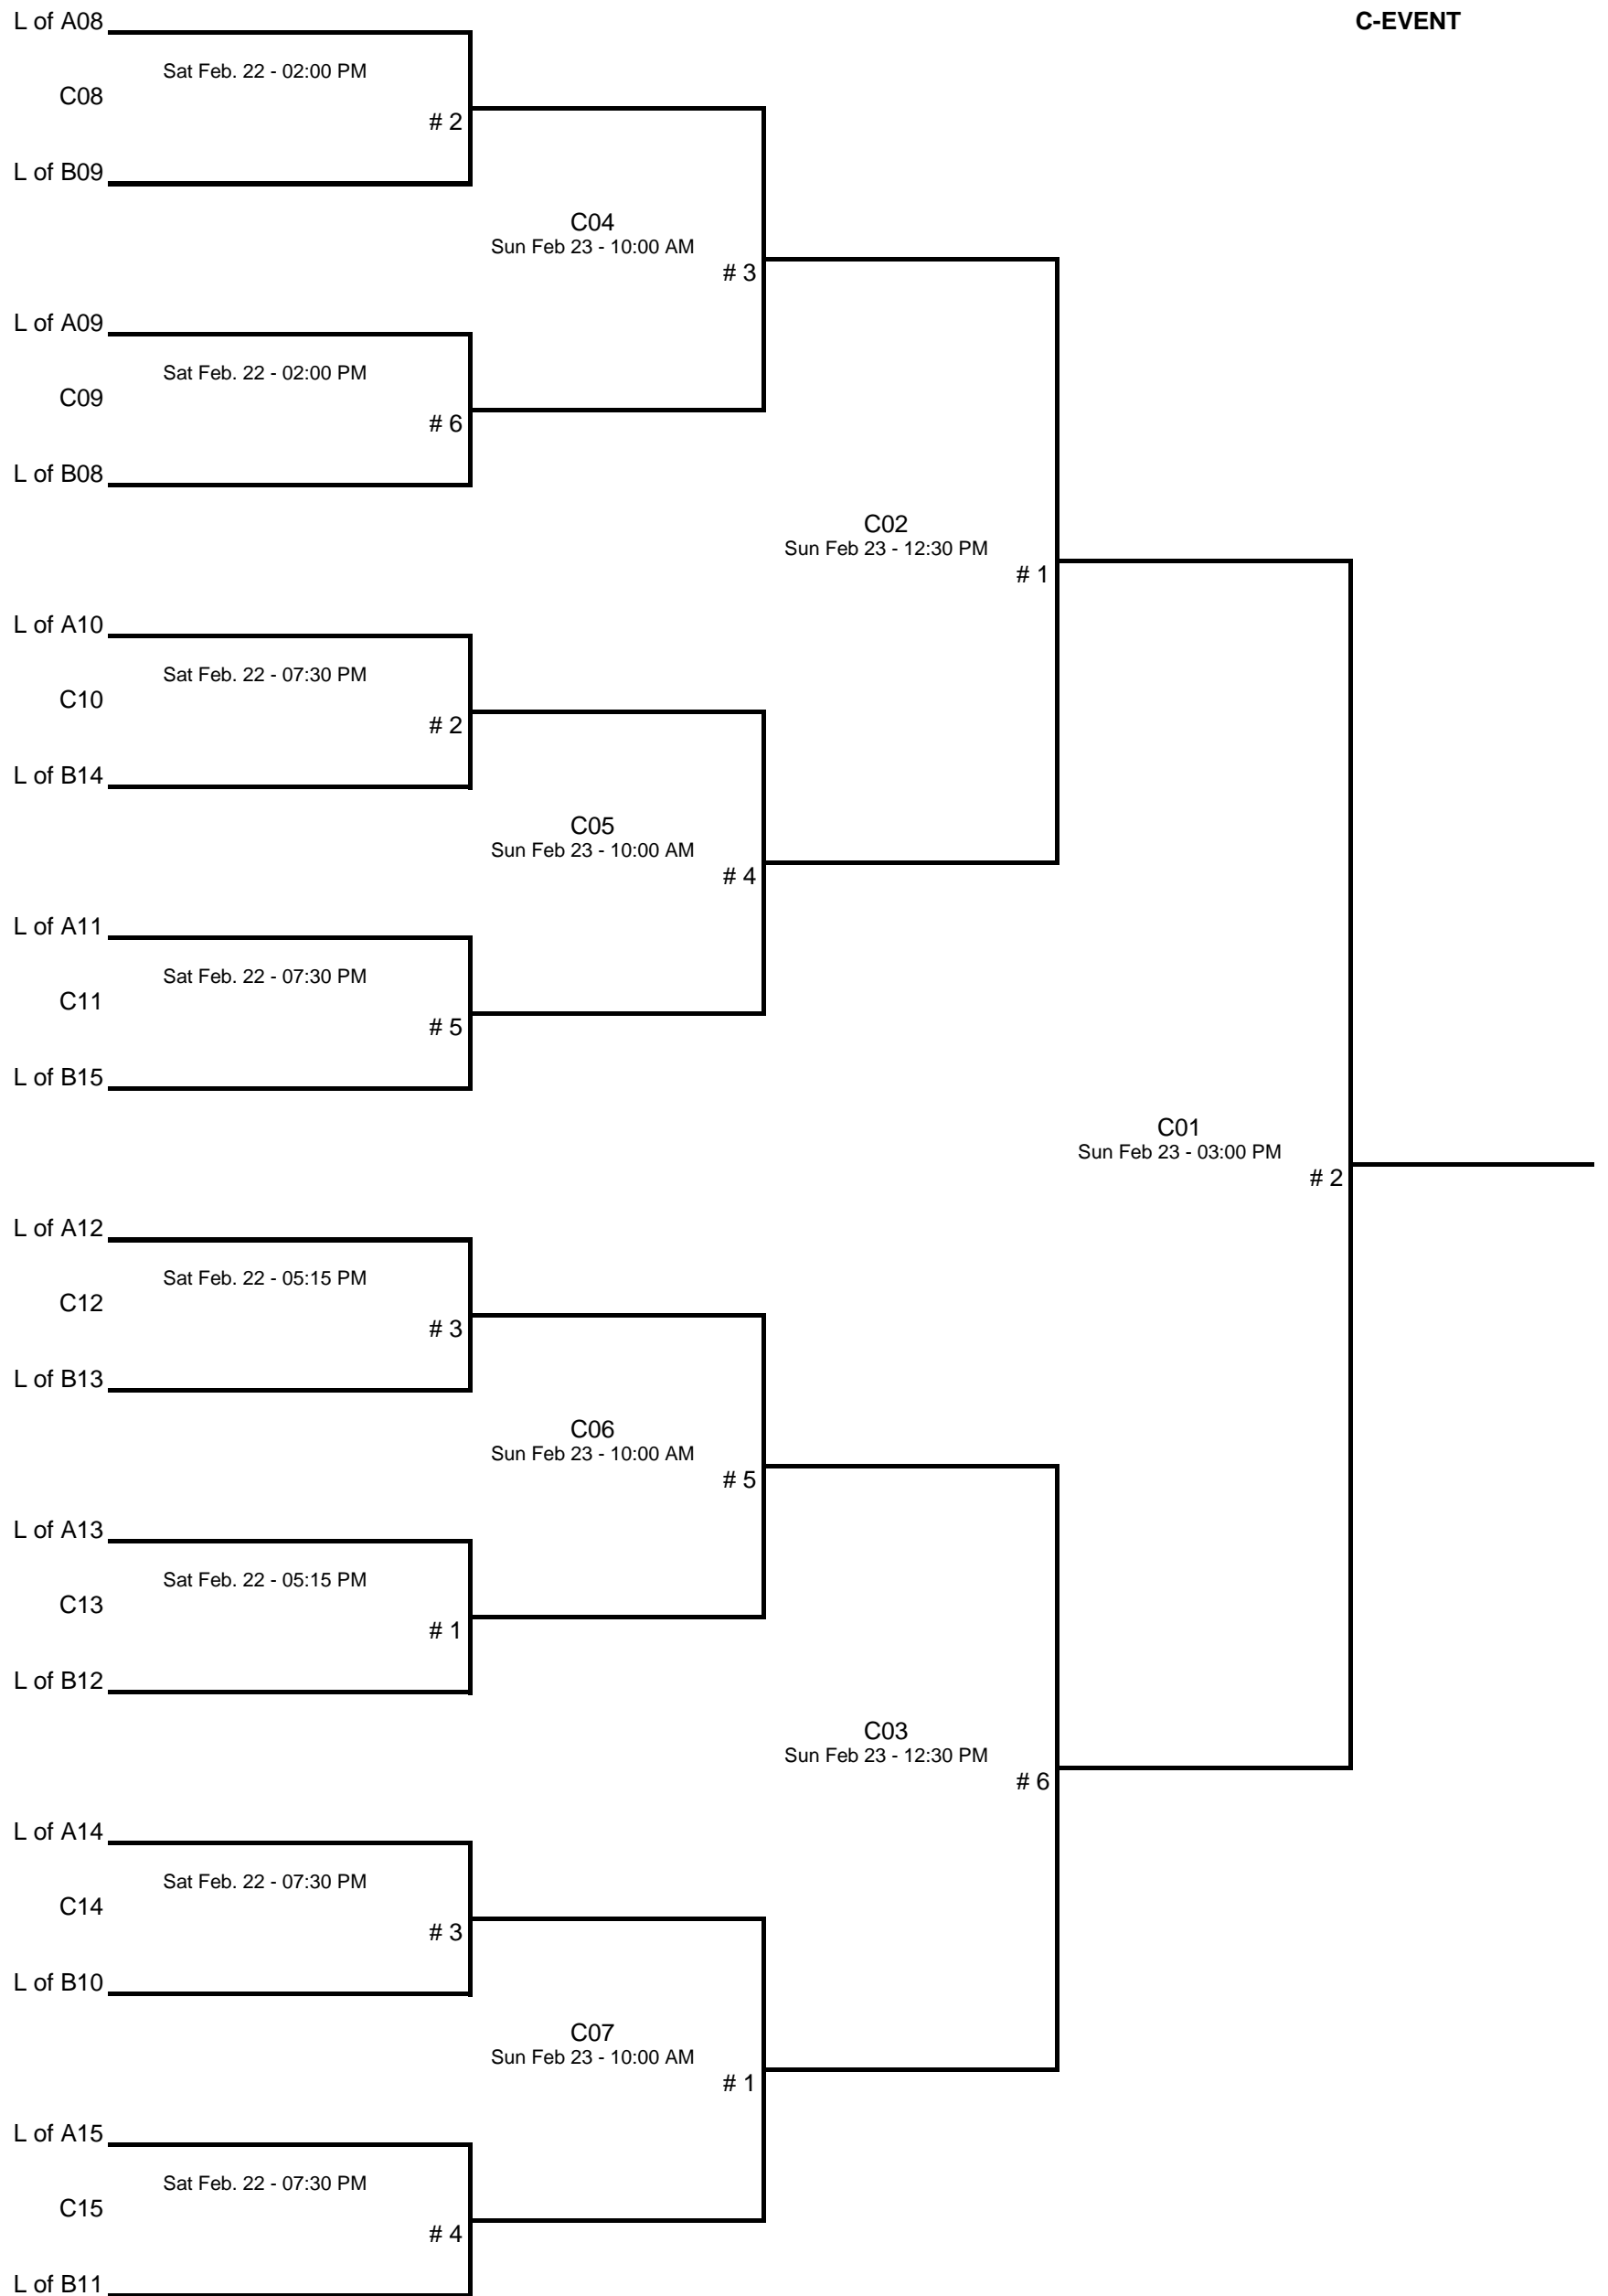 L of A08
C-EVENT
Sat Feb. 22 - 02:00 PM
C08
# 2
L of B09
C04
Sun Feb 23 - 10:00 AM
# 3
L of A09
Sat Feb. 22 - 02:00 PM
C09
# 6
L of B08
C02
Sun Feb 23 - 12:30 PM
# 1
L of A10
Sat Feb. 22 - 07:30 PM
C10
# 2
L of B14
C05
Sun Feb 23 - 10:00 AM
# 4
L of A11
Sat Feb. 22 - 07:30 PM
C11
# 5
L of B15
C01
Sun Feb 23 - 03:00 PM
# 2
L of A12
Sat Feb. 22 - 05:15 PM
C12
# 3
L of B13
C06
Sun Feb 23 - 10:00 AM
# 5
L of A13
Sat Feb. 22 - 05:15 PM
C13
# 1
L of B12
C03
Sun Feb 23 - 12:30 PM
# 6
L of A14
Sat Feb. 22 - 07:30 PM
C14
# 3
L of B10
C07
Sun Feb 23 - 10:00 AM
# 1
L of A15
Sat Feb. 22 - 07:30 PM
C15
# 4
L of B11